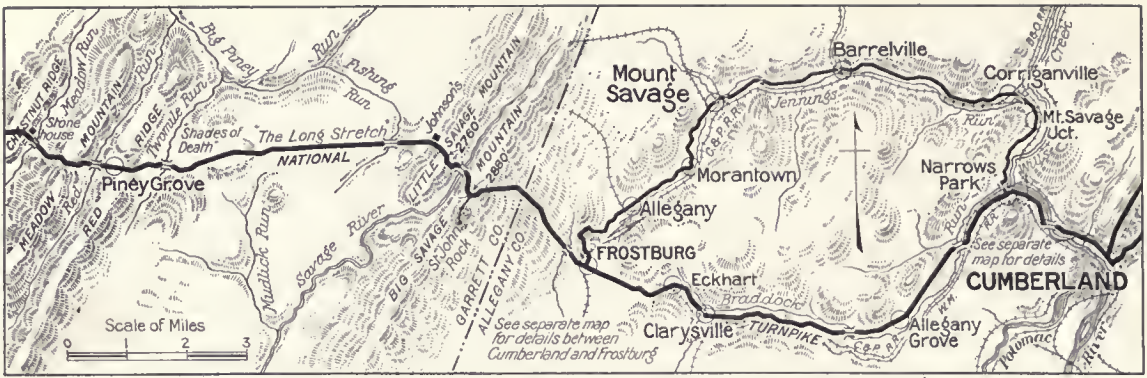 CHESTNUT RIDGE
Stone house
Meadow Run
MEADOW MOUNTAIN
Red Run
RED RIDGE
Piney Grove
Twomile Run
Big Piney Run
Shades of
Death
The Long Stretch
NATIONAL
Fishing
Run
Mudlick Run
Savage River
Johnson's
LITTLE SAVAGE MOUNTAIN
2760
BIG SAVAGE MOUNTAIN
2880
St. John's
Rock
GARRETT CO.
ALLEGANY CO.
Scale of Miles
0 1 2 3
See separate map
for details between
Cumberland and Frostburg
Mount
Savage
Barrelville
Corriganville
Jennings
Run
Creek
Mt. Savage
Jct.
C.& P. R.R.
Morantown
Allegany
FROSTBURG
Eckhart
Clarysville
Braddock
Run
TURNPIKE
C.& P. R.R.
W.M.
R.R.
Allegany
Grove
Narrows
Park
See separate
map for details
CUMBERLAND
Potomac
River